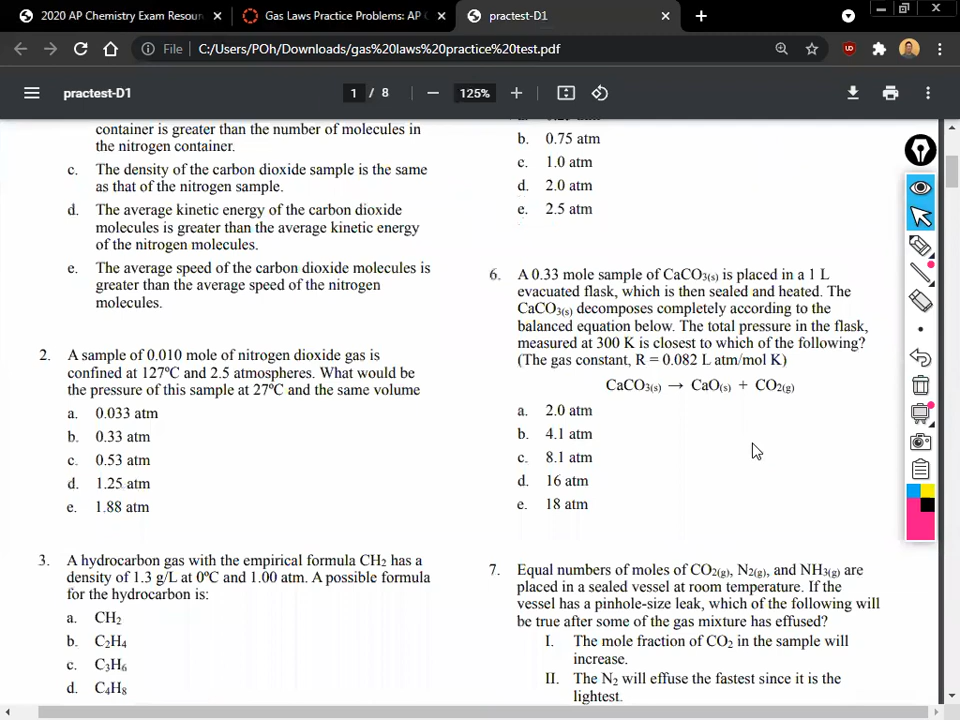 2020 AP Chemistry Exam Resour
Gas Laws Practice Problems: AP C
practest-D1
File
C:/Users/POh/Downloads/gas%20laws%20practice%20test.pdf
practest-D1
1 / 8
125%
container is greater than the number of molecules in
the nitrogen container.
c. The density of the carbon dioxide sample is the same
as that of the nitrogen sample.
d. The average kinetic energy of the carbon dioxide
molecules is greater than the average kinetic energy
of the nitrogen molecules.
e. The average speed of the carbon dioxide molecules is
greater than the average speed of the nitrogen
molecules.
2. A sample of 0.010 mole of nitrogen dioxide gas is
confined at 127ºC and 2.5 atmospheres. What would be
the pressure of this sample at 27ºC and the same volume
a. 0.033 atm
b. 0.33 atm
c. 0.53 atm
d. 1.25 atm
e. 1.88 atm
3. A hydrocarbon gas with the empirical formula CH2 has a
density of 1.3 g/L at 0ºC and 1.00 atm. A possible formula
for the hydrocarbon is:
a. CH2
b. C2H4
c. C3H6
d. C4H8
b. 0.75 atm
c. 1.0 atm
d. 2.0 atm
e. 2.5 atm
6. A 0.33 mole sample of CaCO3(s) is placed in a 1 L
evacuated flask, which is then sealed and heated. The
CaCO3(s) decomposes completely according to the
balanced equation below. The total pressure in the flask,
measured at 300 K is closest to which of the following?
(The gas constant, R = 0.082 L atm/mol K)
CaCO3(s) → CaO(s) + CO2(g)
a. 2.0 atm
b. 4.1 atm
c. 8.1 atm
d. 16 atm
e. 18 atm
7. Equal numbers of moles of CO2(g), N2(g), and NH3(g) are
placed in a sealed vessel at room temperature. If the
vessel has a pinhole-size leak, which of the following will
be true after some of the gas mixture has effused?
I. The mole fraction of CO2 in the sample will
increase.
II. The N2 will effuse the fastest since it is the
lightest.